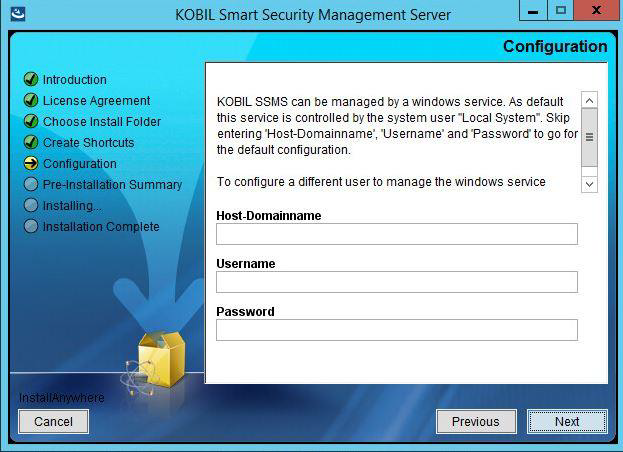 KOBIL Smart Security Management Server
Configuration
Introduction
License Agreement
Choose Install Folder
Create Shortcuts
Configuration
Pre-Installation Summary
Installing...
Installation Complete
KOBIL SSMS can be managed by a windows service. As default
this service is controlled by the system user "Local System". Skip
entering 'Host-Domainname', 'Username' and 'Password' to go for
the default configuration.
To configure a different user to manage the windows service
Host-Domainname
Username
Password
InstallAnywhere
Cancel
Previous
Next